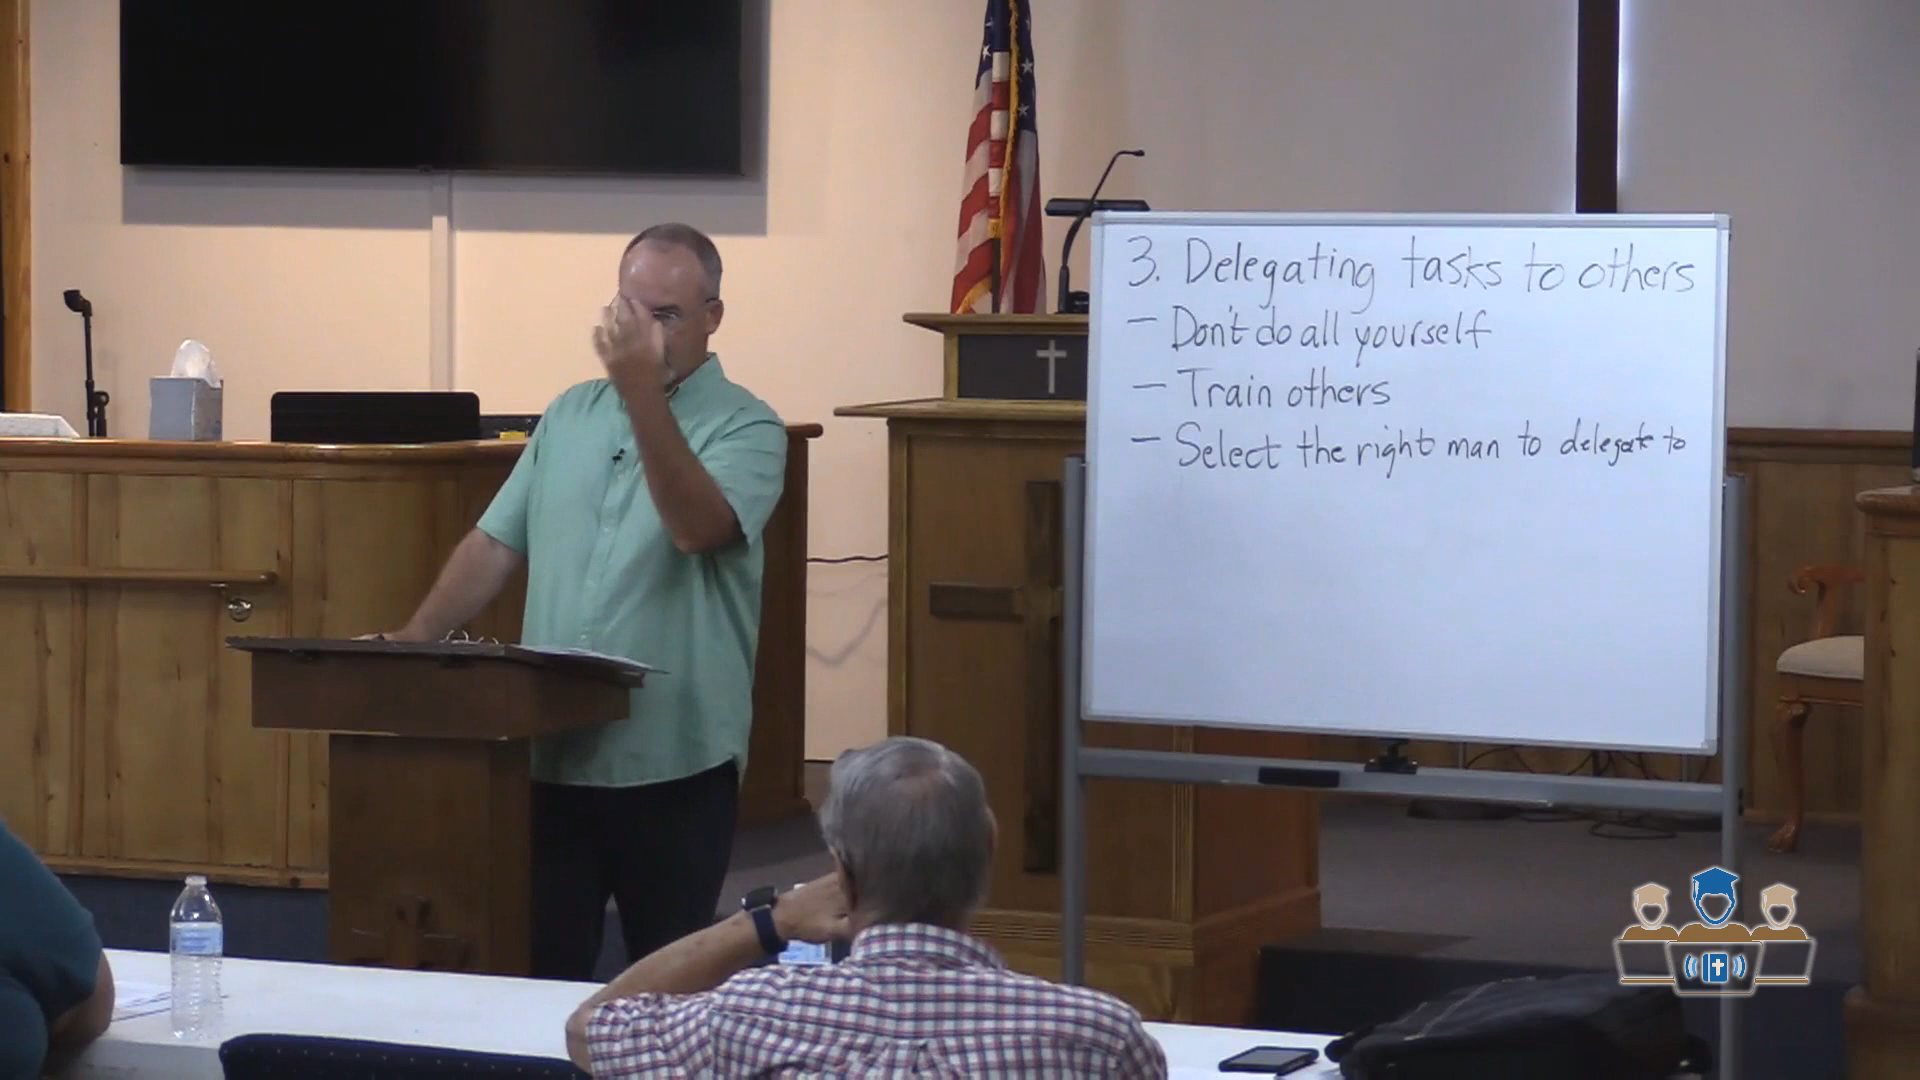 3. Delegating tasks to others
- Don't do all yourself
- Train others
- Select the right man to delegate to